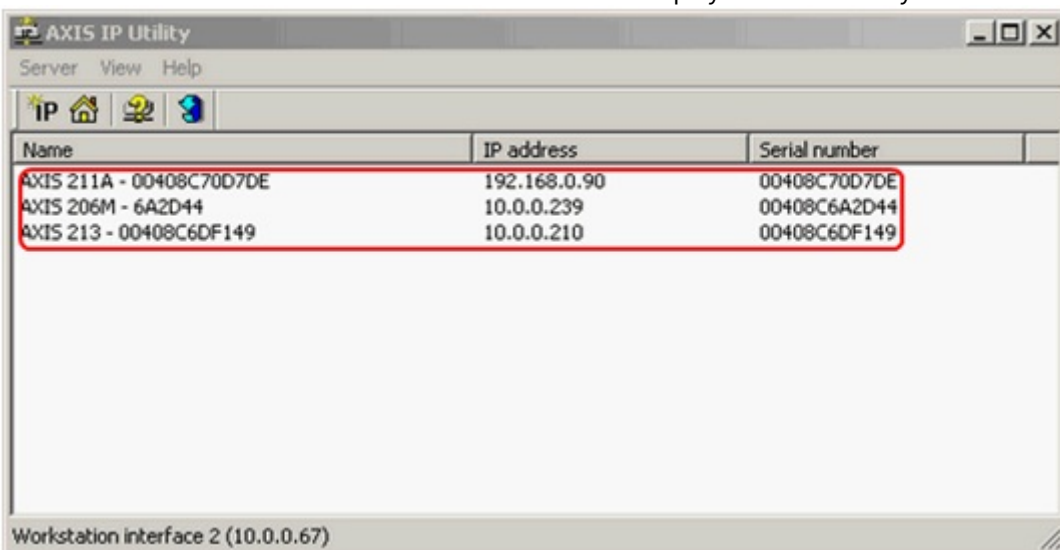 AXIS IP Utility
Server View Help
IP
Name IP address Serial number
AXIS 211A - 00408C70D7DE 192.168.0.90 00408C70D7DE
AXIS 206M - 6A2D44 10.0.0.239 00408C6A2D44
AXIS 213 - 00408C6DF149 10.0.0.210 00408C6DF149
Workstation interface 2 (10.0.0.67)